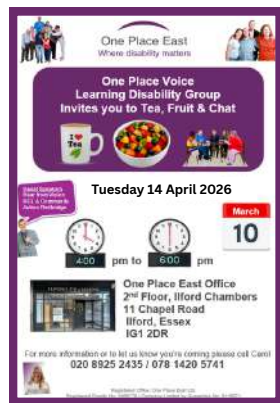 One Place East
Where disability matters
One Place Voice
Learning Disability Group
Invites you to Tea, Fruit & Chat
I ♥
Tea
Tuesday 14 April 2026
Guest Speakers
March
10
4:00 pm to 6:00 pm
One Place East Office
2nd Floor, Ilford Chambers
11 Chapel Road
Ilford, Essex
IG1 2DR
For more information or to let us know you're coming please call Carol
020 8925 2435 / 078 1420 5741